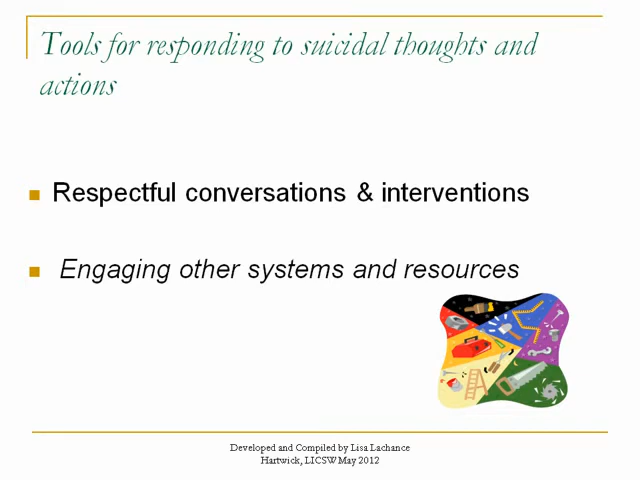 Tools for responding to suicidal thoughts and
actions
Respectful conversations & interventions
Engaging other systems and resources
Developed and Compiled by Lisa Lachance
Hartwick, LICSW May 2012